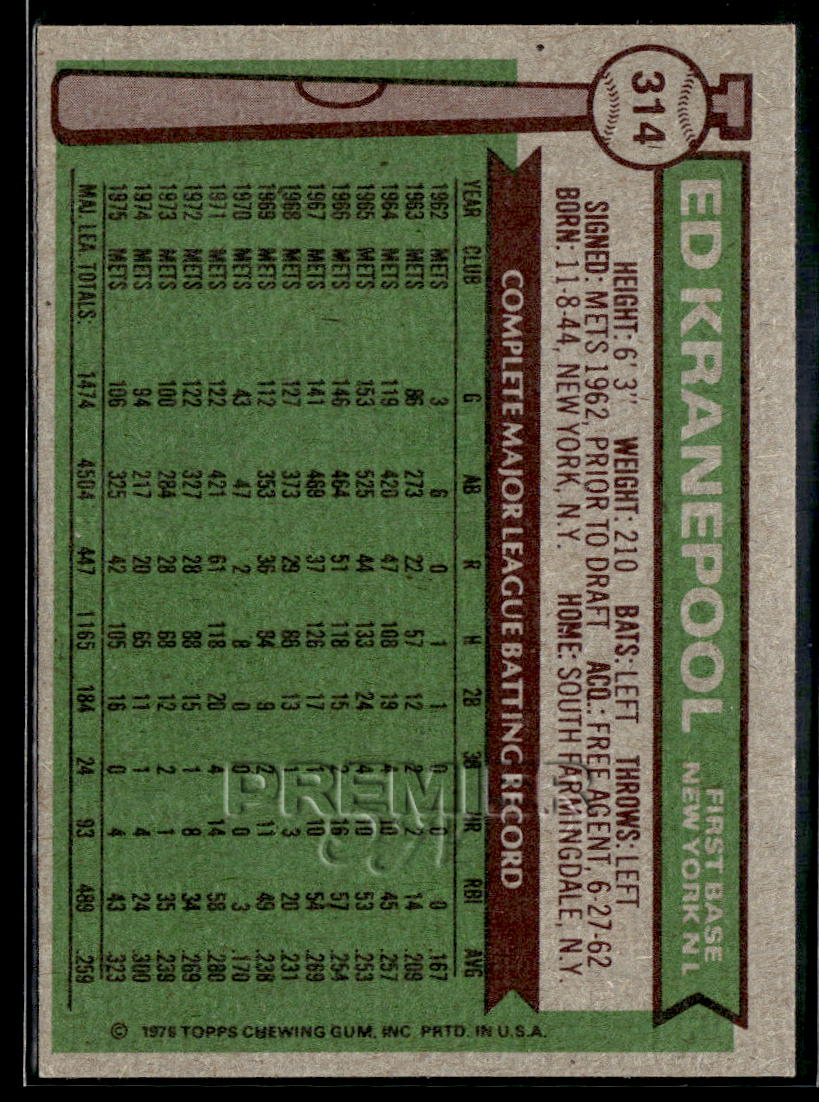 314
ED KRANEPOOL
FIRST BASE
NEW YORK N L
HEIGHT: 6' 3" WEIGHT: 210 BATS: LEFT THROWS: LEFT
SIGNED: METS 1962, PRIOR TO DRAFT ACQ.: FREE AGENT, 6-27-62
BORN: 11-8-44, NEW YORK, N.Y. HOME: SOUTH FARMINGDALE, N.Y.
COMPLETE MAJOR LEAGUE BATTING RECORD
YEAR CLUB G AB R H 2B 3B HR RBI AVG
1962 METS 3 6 0 1 1 0 0 0 .167
1963 METS 86 273 22 57 12 2 2 14 .209
1964 METS 119 420 47 108 19 4 10 45 .257
1965 METS 153 525 44 133 24 4 10 53 .253
1966 METS 146 464 51 118 15 1 16 57 .254
1967 METS 141 469 37 126 17 1 10 54 .269
1968 METS 127 373 29 86 13 1 3 20 .231
1969 METS 112 353 36 84 9 2 11 49 .238
1970 METS 43 47 2 8 0 0 0 3 .170
1971 METS 122 421 61 118 20 4 14 58 .280
1972 METS 122 327 28 88 15 1 8 34 .269
1973 METS 100 284 28 68 12 2 1 35 .239
1974 METS 94 217 20 65 11 1 4 24 .300
1975 METS 106 325 42 105 16 0 4 43 .323
MAJ. LEA. TOTALS: 1474 4504 447 1165 184 24 93 489 .259
© 1976 TOPPS CHEWING GUM, INC PRTD. IN U.S.A.